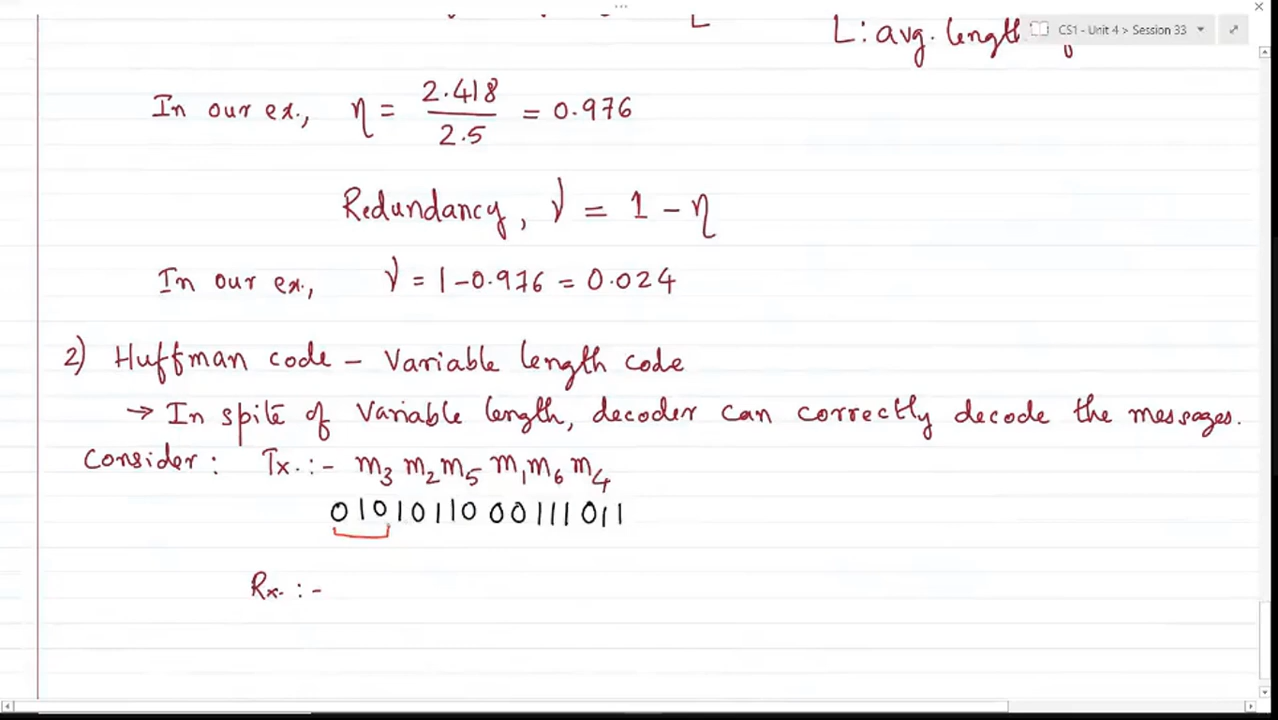 L
L: avg. length
CS1 - Unit 4 > Session 33
In our ex., η = 2.418 / 2.5 = 0.976
Redundancy, γ = 1 - η
In our ex., γ = 1 - 0.976 = 0.024
2) Huffman code - Variable length code
→ In spite of variable length, decoder can correctly decode the messages.
Consider: Tx. :- m3 m2 m5 m1 m6 m4
0101011000111011
Rx. :-